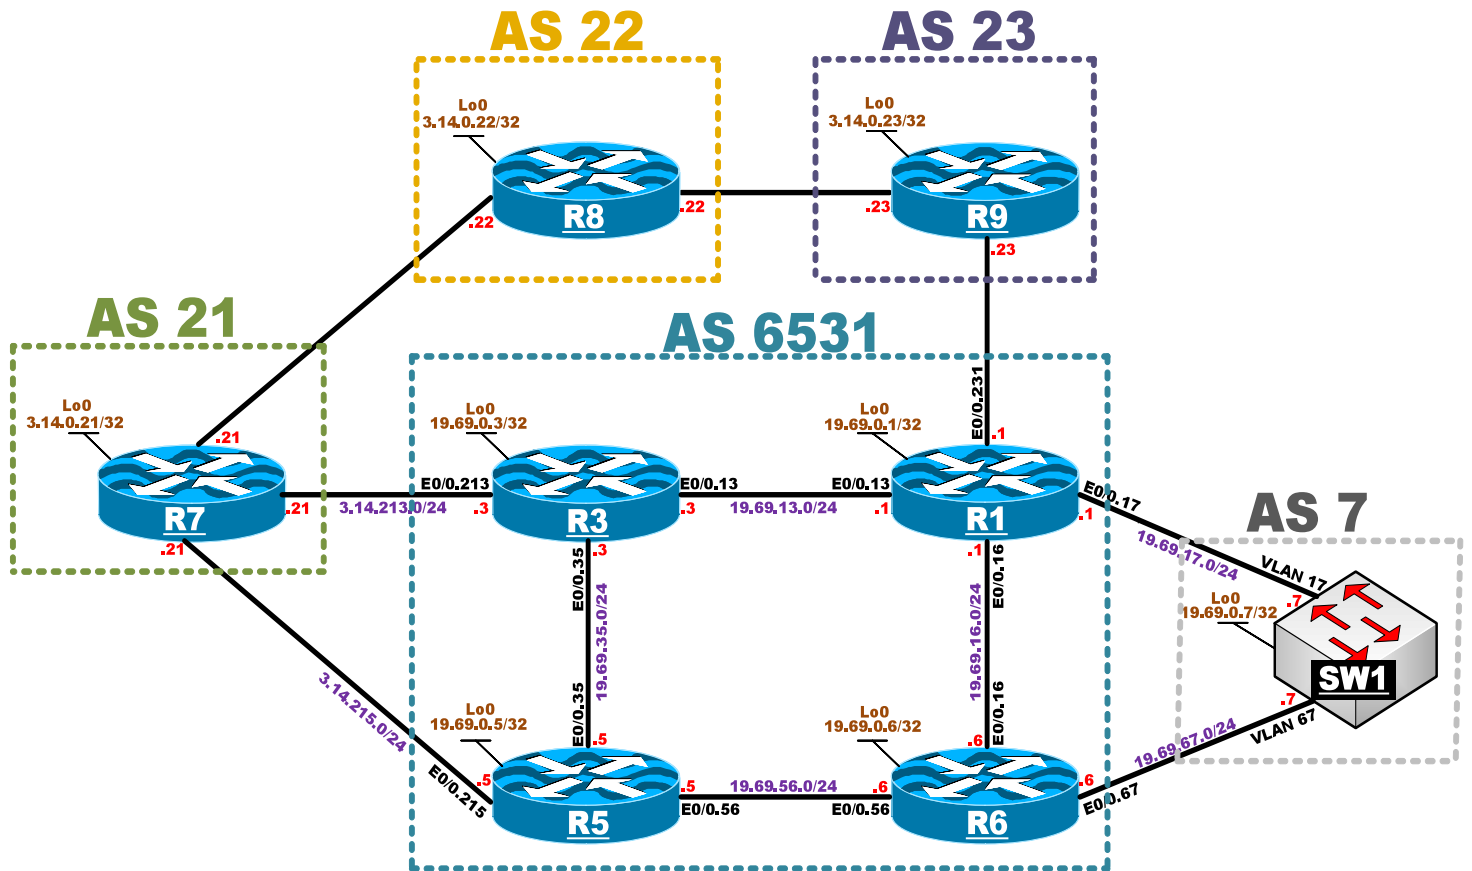 AS 22
AS 23
Lo0
3.14.0.22/32
Lo0
3.14.0.23/32
R8
R9
.22
.22
.23
.23
AS 21
AS 6531
E0/0.231
Lo0
3.14.0.21/32
Lo0
19.69.0.3/32
Lo0
19.69.0.1/32
.21
.1
E0/0.213
E0/0.13
E0/0.13
E0/0.17
R7
.21
3.14.213.0/24
.3
R3
.3
19.69.13.0/24
.1
R1
.1
AS 7
.21
.3
E0/0.35
.1
E0/0.16
19.69.17.0/24
VLAN 17
.7
Lo0
19.69.0.7/32
19.69.35.0/24
19.69.16.0/24
SW1
.7
3.14.215.0/24
Lo0
19.69.0.5/32
E0/0.35
Lo0
19.69.0.6/32
E0/0.16
VLAN 67
19.69.67.0/24
.5
.6
E0/0.215
.5
.5
19.69.56.0/24
.6
.6
E0/0.67
R5
E0/0.56
E0/0.56
R6